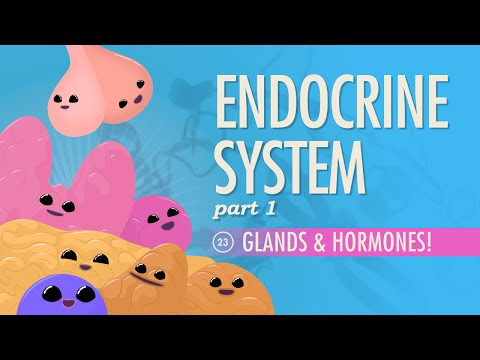 ENDOCRINE
SYSTEM
part 1
23 GLANDS & HORMONES!